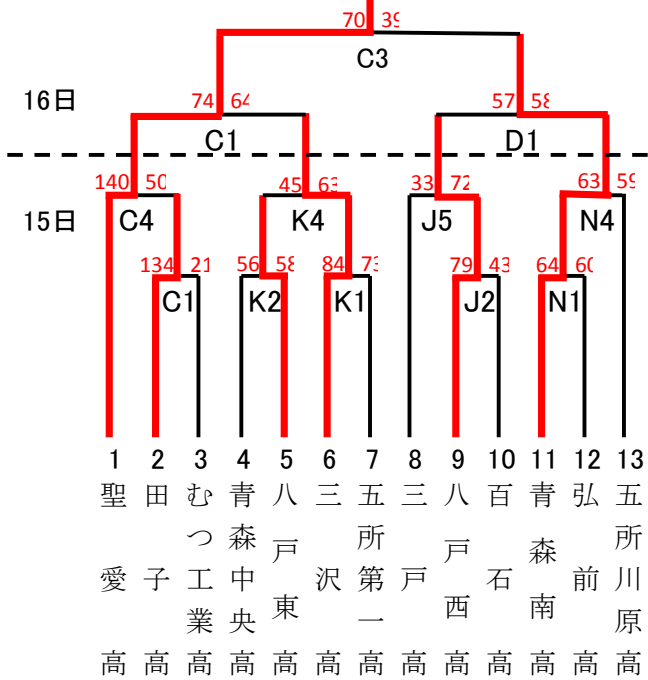 70 39
C3
16日
74 64 57 58
C1 D1
140 50 45 63 33 72 63 59
15日 C4 K4 J5 N4
134 21 56 58 84 73 79 43 64 60
C1 K2 K1 J2 N1
1 2 3 4 5 6 7 8 9 10 11 12 13
聖愛高
田子高
むつ工業高
青森中央高
八戸東高
三沢高
五所第一高
三戸高
八戸西高
百石高
青森南高
弘前高
五所川原高